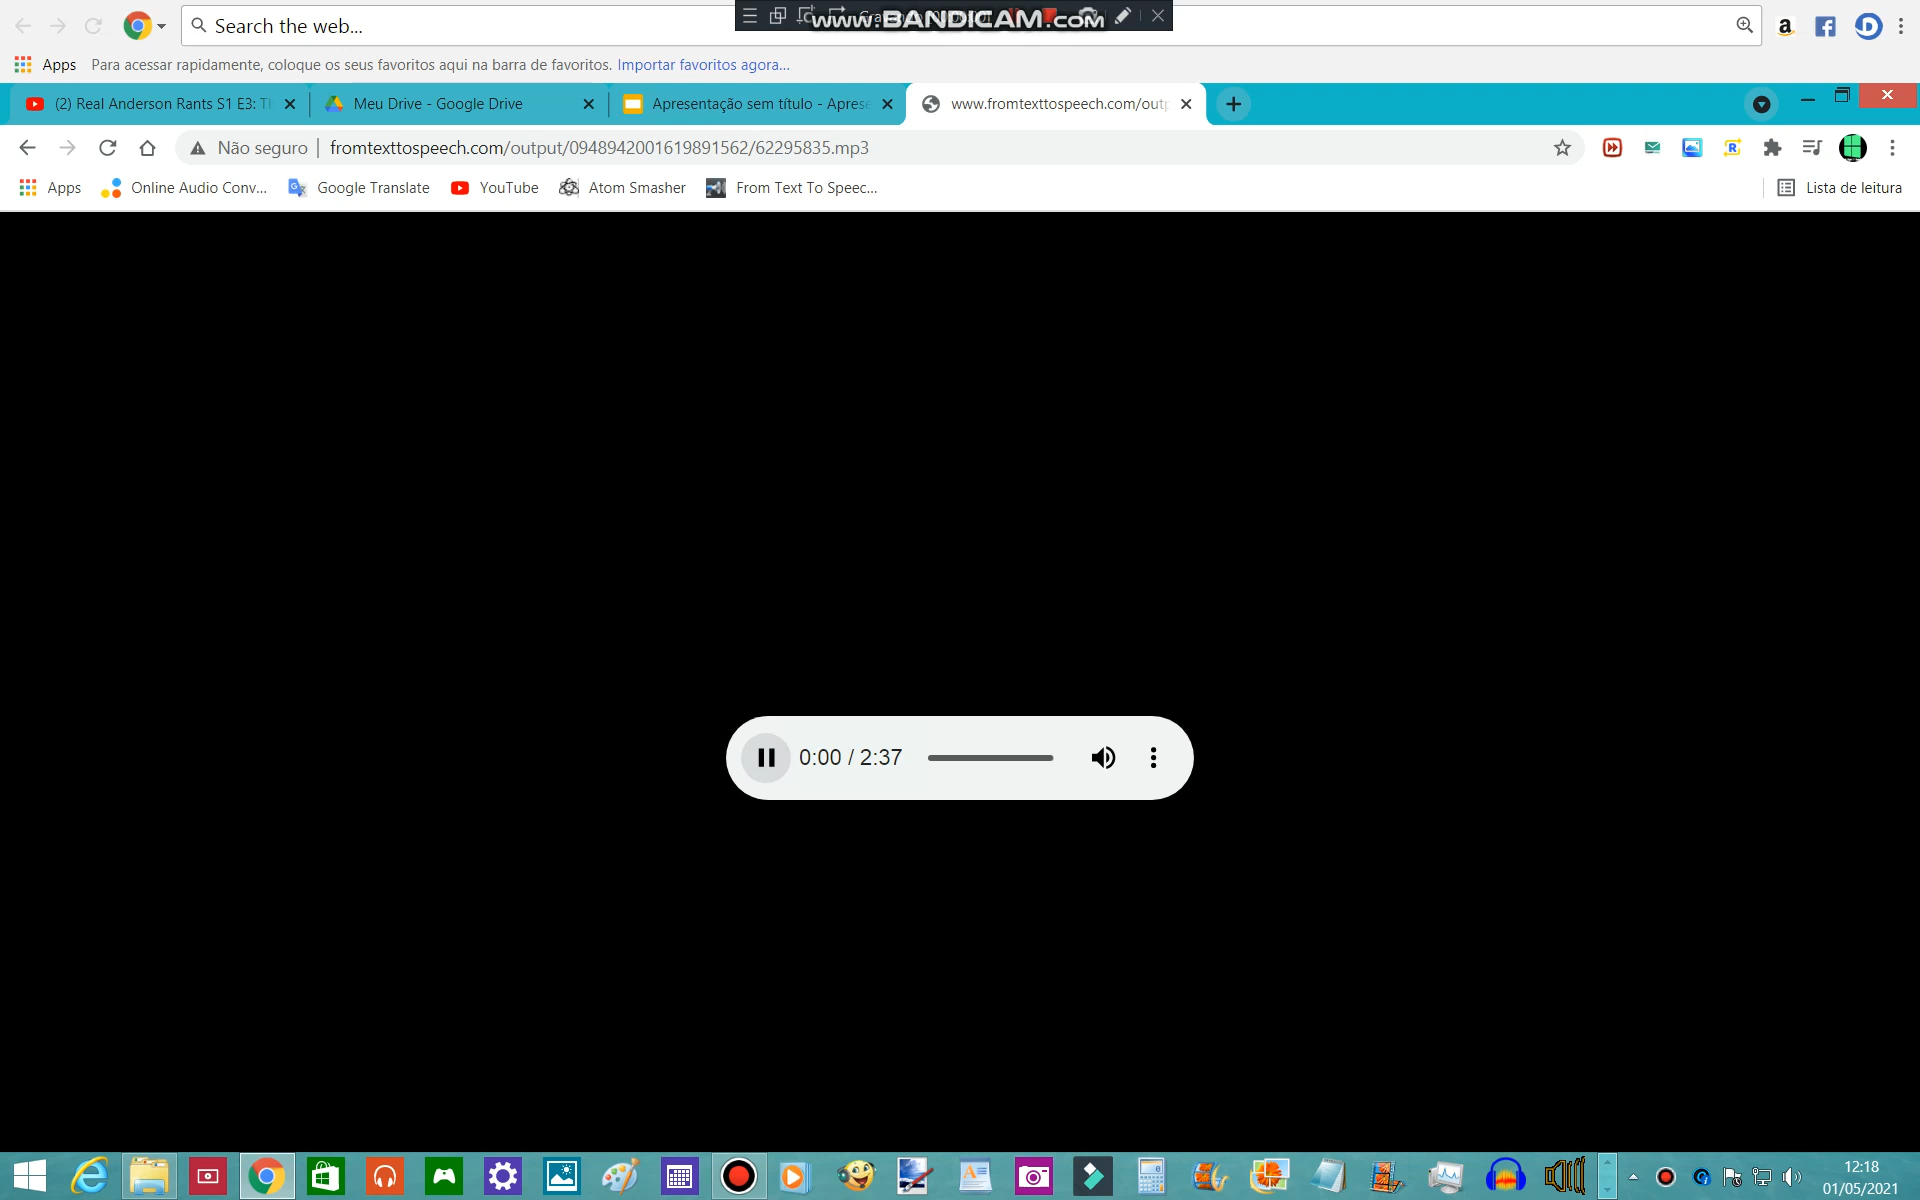 Search the web...
www.BANDICAM.com
Apps Para acessar rapidamente, coloque os seus favoritos aqui na barra de favoritos. Importar favoritos agora...
(2) Real Anderson Rants S1 E3: Th
Meu Drive - Google Drive
Apresentação sem título - Aprese
www.fromtexttospeech.com/outp
Não seguro fromtexttospeech.com/output/0948942001619891562/62295835.mp3
Apps Online Audio Conv... Google Translate YouTube Atom Smasher From Text To Speec... Lista de leitura
0:00 / 2:37
12:18
01/05/2021